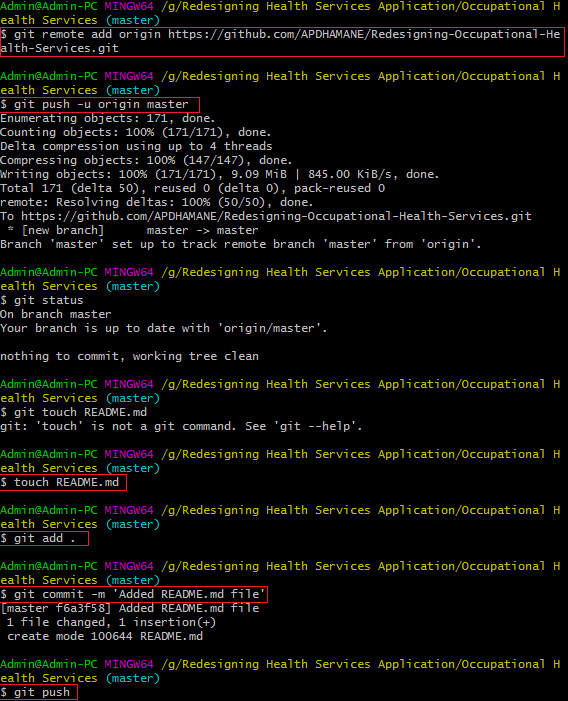 Admin@Admin-PC MINGW64 /g/Redesigning Health Services Application/Occupational H
ealth Services (master)
$ git remote add origin https://github.com/APDHAMANE/Redesigning-Occupational-He
alth-Services.git
Admin@Admin-PC MINGW64 /g/Redesigning Health Services Application/Occupational H
ealth Services (master)
$ git push -u origin master
Enumerating objects: 171, done.
Counting objects: 100% (171/171), done.
Delta compression using up to 4 threads
Compressing objects: 100% (147/147), done.
Writing objects: 100% (171/171), 9.09 MiB | 845.00 KiB/s, done.
Total 171 (delta 50), reused 0 (delta 0), pack-reused 0
remote: Resolving deltas: 100% (50/50), done.
To https://github.com/APDHAMANE/Redesigning-Occupational-Health-Services.git
 * [new branch]      master -> master
Branch 'master' set up to track remote branch 'master' from 'origin'.
Admin@Admin-PC MINGW64 /g/Redesigning Health Services Application/Occupational H
ealth Services (master)
$ git status
On branch master
Your branch is up to date with 'origin/master'.
nothing to commit, working tree clean
Admin@Admin-PC MINGW64 /g/Redesigning Health Services Application/Occupational H
ealth Services (master)
$ git touch README.md
git: 'touch' is not a git command. See 'git --help'.
Admin@Admin-PC MINGW64 /g/Redesigning Health Services Application/Occupational H
ealth Services (master)
$ touch README.md
Admin@Admin-PC MINGW64 /g/Redesigning Health Services Application/Occupational H
ealth Services (master)
$ git add .
Admin@Admin-PC MINGW64 /g/Redesigning Health Services Application/Occupational H
ealth Services (master)
$ git commit -m 'Added README.md file'
[master f6a3f58] Added README.md file
 1 file changed, 1 insertion(+)
 create mode 100644 README.md
Admin@Admin-PC MINGW64 /g/Redesigning Health Services Application/Occupational H
ealth Services (master)
$ git push